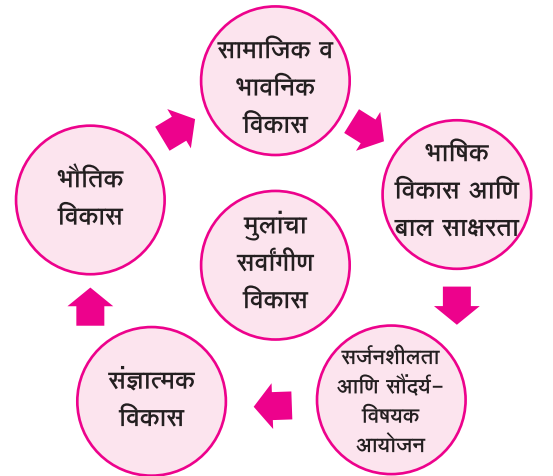 सामाजिक व
भावनिक
विकास
भाषिक
विकास आणि
बाल साक्षरता
सर्जनशीलता
आणि सौंदर्य–
विषयक
आयोजन
संज्ञात्मक
विकास
भौतिक
विकास
मुलांचा
सर्वांगीण
विकास